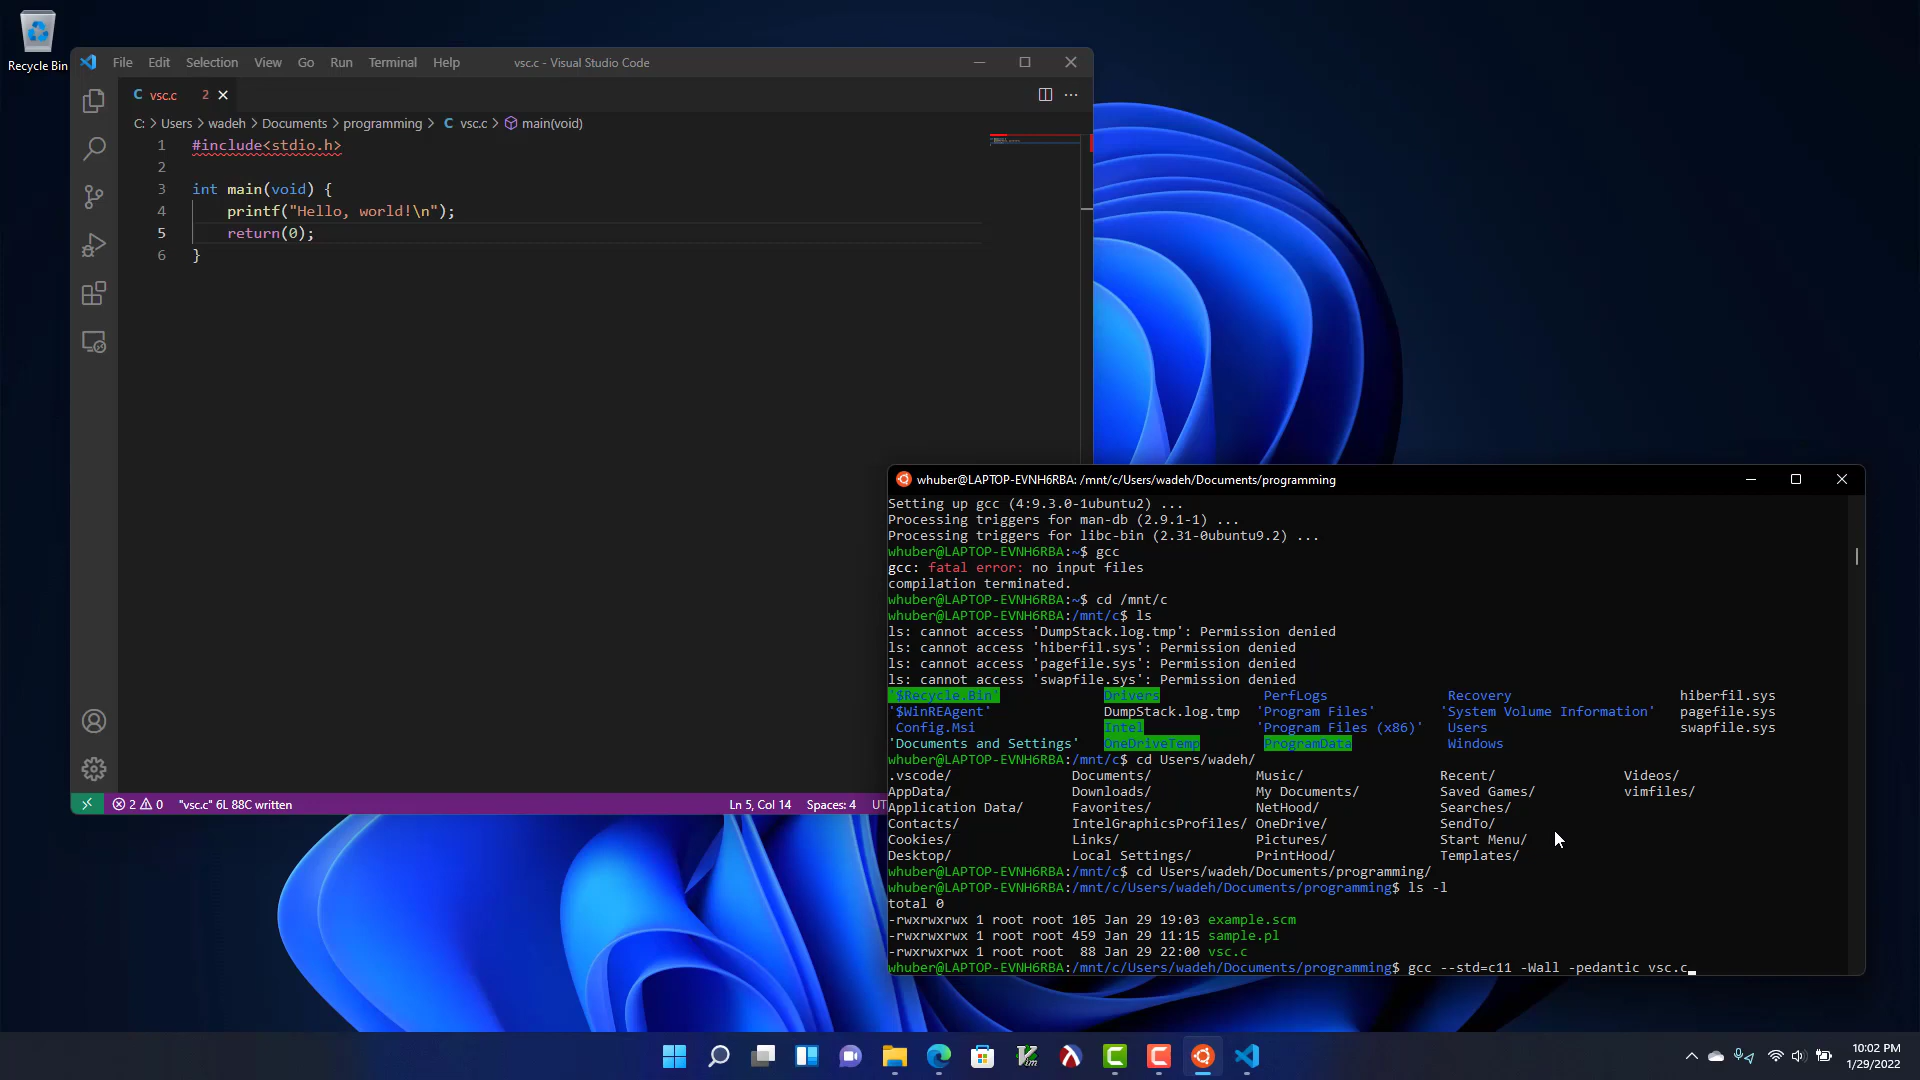 Recycle Bin
File Edit Selection View Go Run Terminal Help vsc.c - Visual Studio Code
C vsc.c 2
C: > Users > wadeh > Documents > programming > C vsc.c > main(void)
1 #include<stdio.h>
2
3 int main(void) {
4 printf("Hello, world!\n");
5 return(0);
6 }
2 0 "vsc.c" 6L 88C written Ln 5, Col 14 Spaces: 4 UT
whuber@LAPTOP-EVNH6RBA: /mnt/c/Users/wadeh/Documents/programming
Setting up gcc (4:9.3.0-1ubuntu2) ...
Processing triggers for man-db (2.9.1-1) ...
Processing triggers for libc-bin (2.31-0ubuntu9.2) ...
whuber@LAPTOP-EVNH6RBA:~$ gcc
gcc: fatal error: no input files
compilation terminated.
whuber@LAPTOP-EVNH6RBA:~$ cd /mnt/c
whuber@LAPTOP-EVNH6RBA:/mnt/c$ ls
ls: cannot access 'DumpStack.log.tmp': Permission denied
ls: cannot access 'hiberfil.sys': Permission denied
ls: cannot access 'pagefile.sys': Permission denied
ls: cannot access 'swapfile.sys': Permission denied
'$Recycle.Bin' Drivers PerfLogs Recovery hiberfil.sys
'$WinREAgent' DumpStack.log.tmp 'Program Files' 'System Volume Information' pagefile.sys
Config.Msi Intel 'Program Files (x86)' Users swapfile.sys
'Documents and Settings' OneDriveTemp ProgramData Windows
whuber@LAPTOP-EVNH6RBA:/mnt/c$ cd Users/wadeh/
.vscode/ Documents/ Music/ Recent/ Videos/
AppData/ Downloads/ My Documents/ Saved Games/ vimfiles/
Application Data/ Favorites/ NetHood/ Searches/
Contacts/ IntelGraphicsProfiles/ OneDrive/ SendTo/
Cookies/ Links/ Pictures/ Start Menu/
Desktop/ Local Settings/ PrintHood/ Templates/
whuber@LAPTOP-EVNH6RBA:/mnt/c$ cd Users/wadeh/Documents/programming/
whuber@LAPTOP-EVNH6RBA:/mnt/c/Users/wadeh/Documents/programming$ ls -l
total 0
-rwxrwxrwx 1 root root 105 Jan 29 19:03 example.scm
-rwxrwxrwx 1 root root 459 Jan 29 11:15 sample.pl
-rwxrwxrwx 1 root root 88 Jan 29 22:00 vsc.c
whuber@LAPTOP-EVNH6RBA:/mnt/c/Users/wadeh/Documents/programming$ gcc --std=c11 -Wall -pedantic vsc.c
10:02 PM
1/29/2022